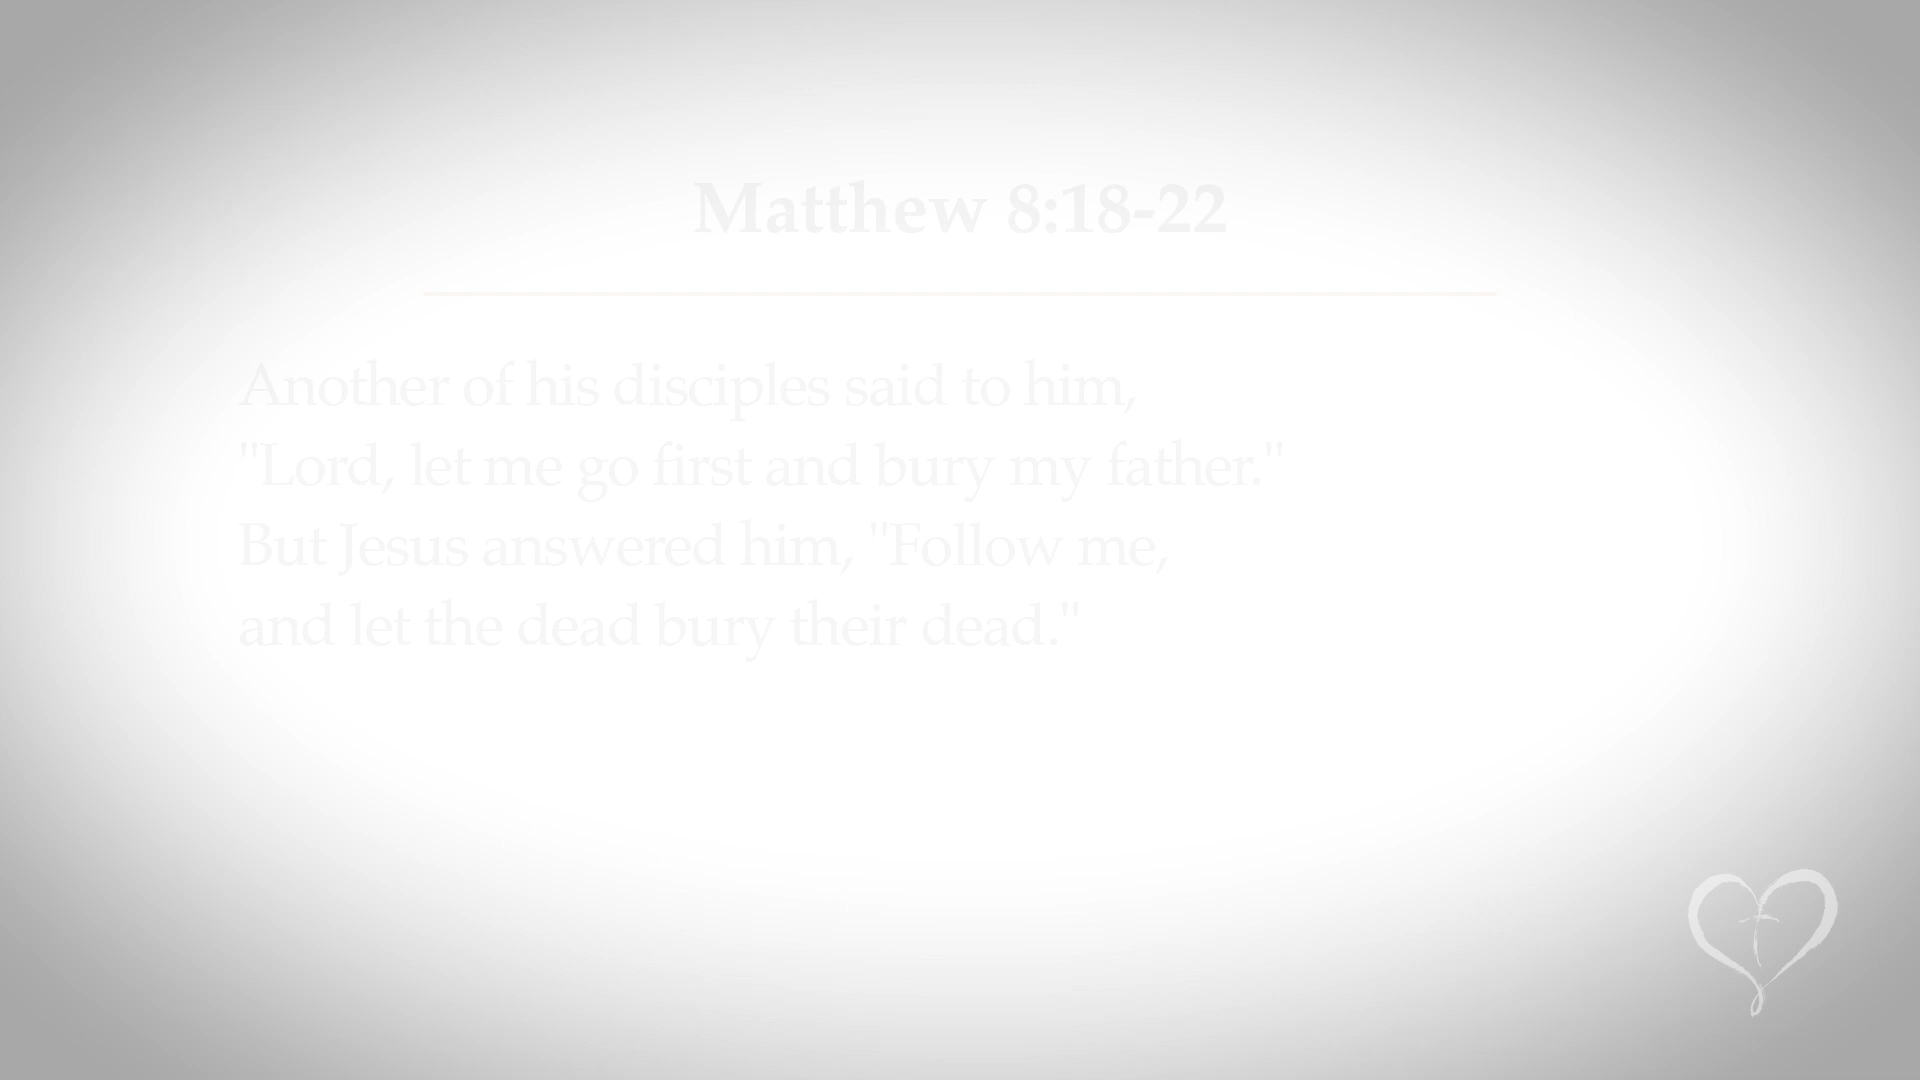 Matthew 8:18-22
Another of his disciples said to him,
"Lord, let me go first and bury my father."
But Jesus answered him, "Follow me,
and let the dead bury their dead."